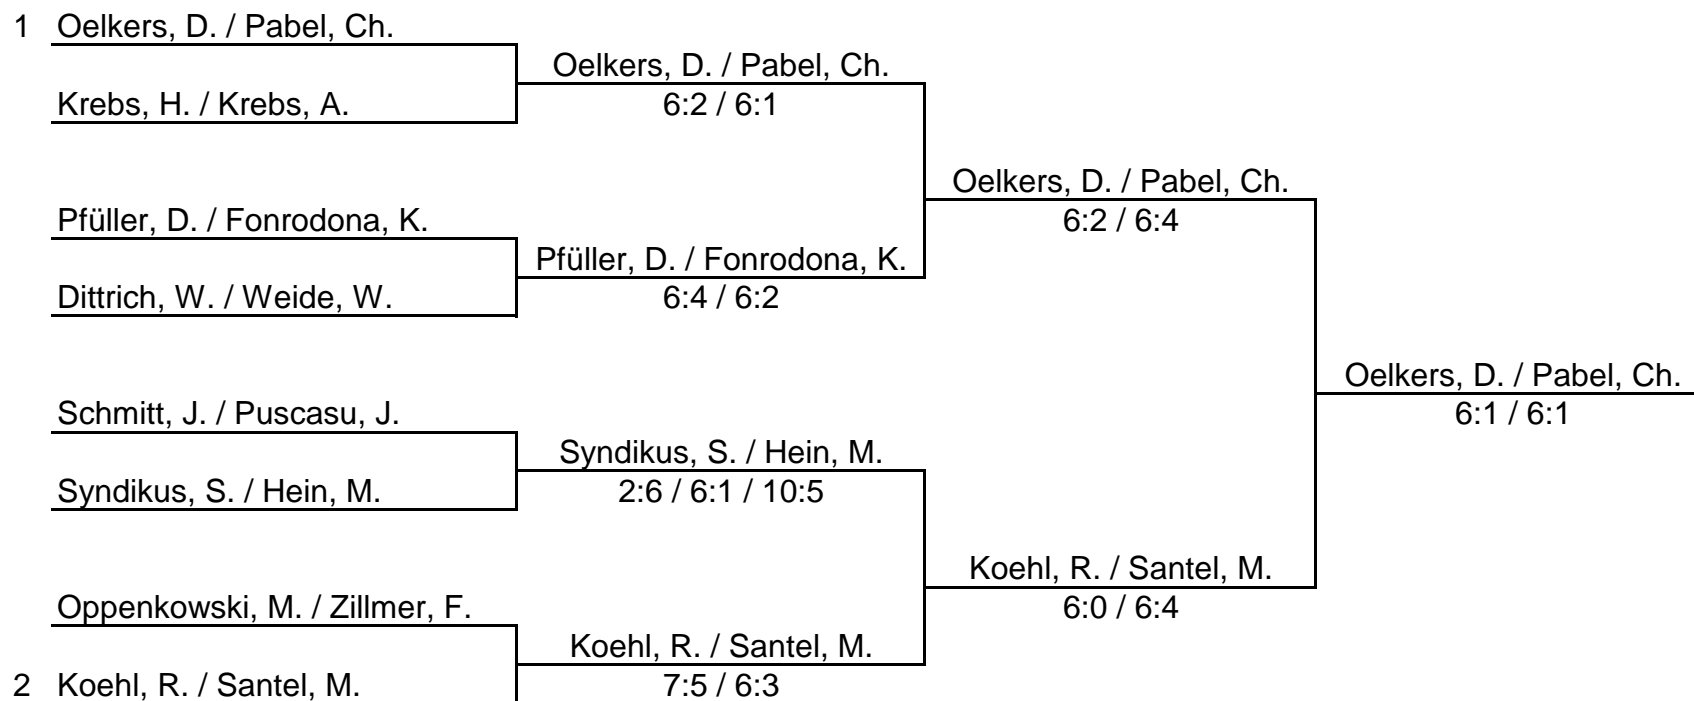 1 Oelkers, D. / Pabel, Ch.
Oelkers, D. / Pabel, Ch.
Krebs, H. / Krebs, A.
6:2 / 6:1
Oelkers, D. / Pabel, Ch.
Pfüller, D. / Fonrodona, K.
6:2 / 6:4
Pfüller, D. / Fonrodona, K.
Dittrich, W. / Weide, W.
6:4 / 6:2
Oelkers, D. / Pabel, Ch.
Schmitt, J. / Puscasu, J.
6:1 / 6:1
Syndikus, S. / Hein, M.
Syndikus, S. / Hein, M.
2:6 / 6:1 / 10:5
Koehl, R. / Santel, M.
Oppenkowski, M. / Zillmer, F.
6:0 / 6:4
Koehl, R. / Santel, M.
2 Koehl, R. / Santel, M.
7:5 / 6:3